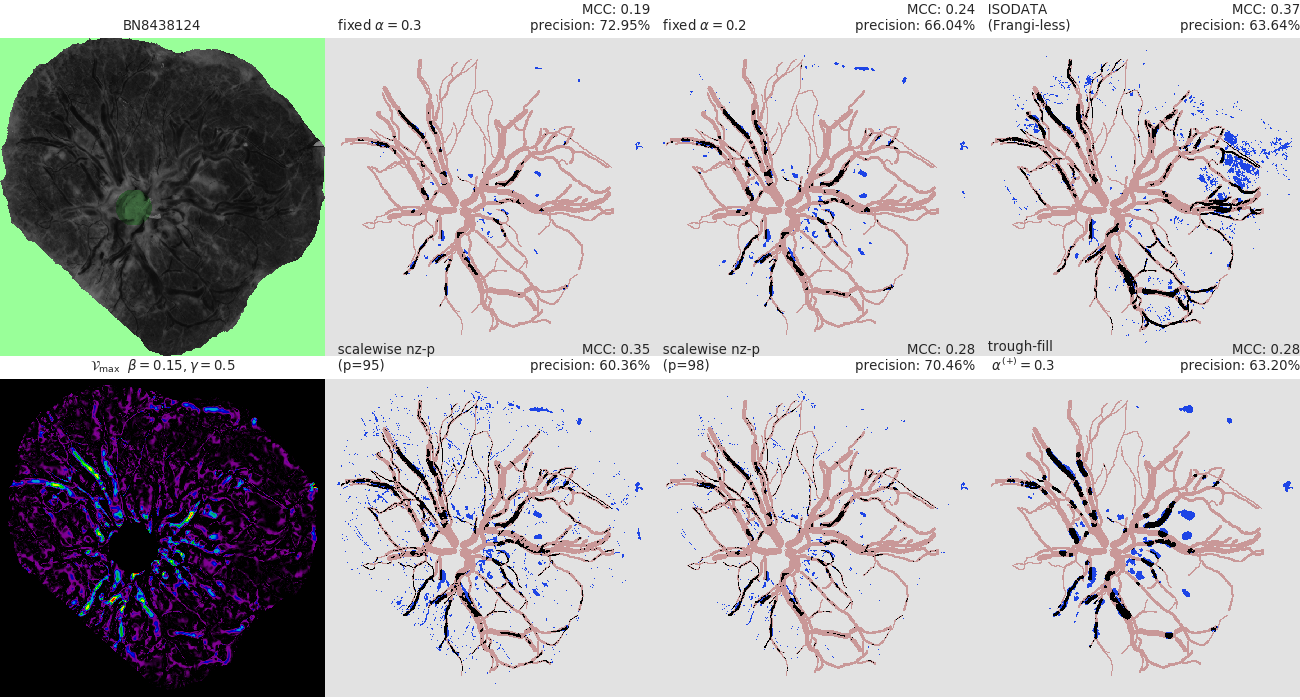 BN8438124
fixed α = 0.3
MCC: 0.19
precision: 72.95%
fixed α = 0.2
MCC: 0.24
precision: 66.04%
ISODATA
(Frangi-less)
MCC: 0.37
precision: 63.64%
𝒱max β = 0.15, γ = 0.5
scalewise nz-p
(p=95)
MCC: 0.35
precision: 60.36%
scalewise nz-p
(p=98)
MCC: 0.28
precision: 70.46%
trough-fill
α(+) = 0.3
MCC: 0.28
precision: 63.20%